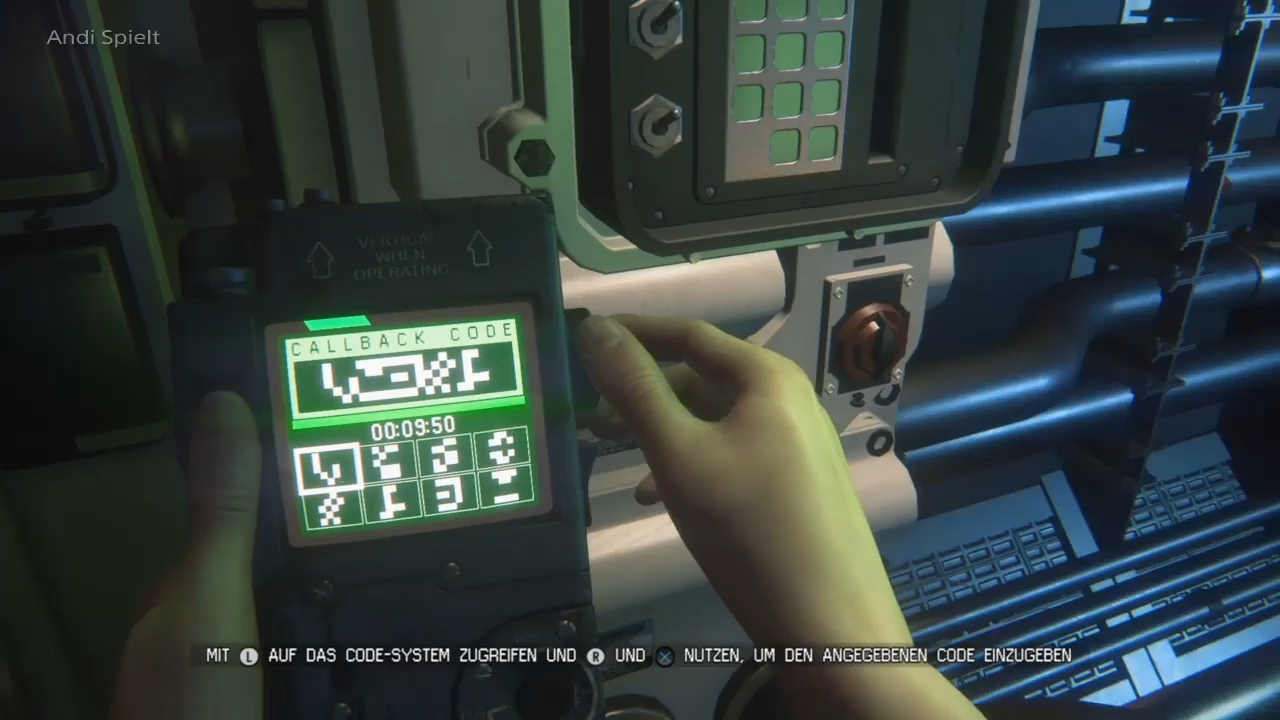 Andi Spielt
VERTICAL
WHEN
OPERATING
CALLBACK CODE
00:09:50
MIT L AUF DAS CODE-SYSTEM ZUGREIFEN UND R UND X NUTZEN, UM DEN ANGEGEBENEN CODE EINZUGEBEN